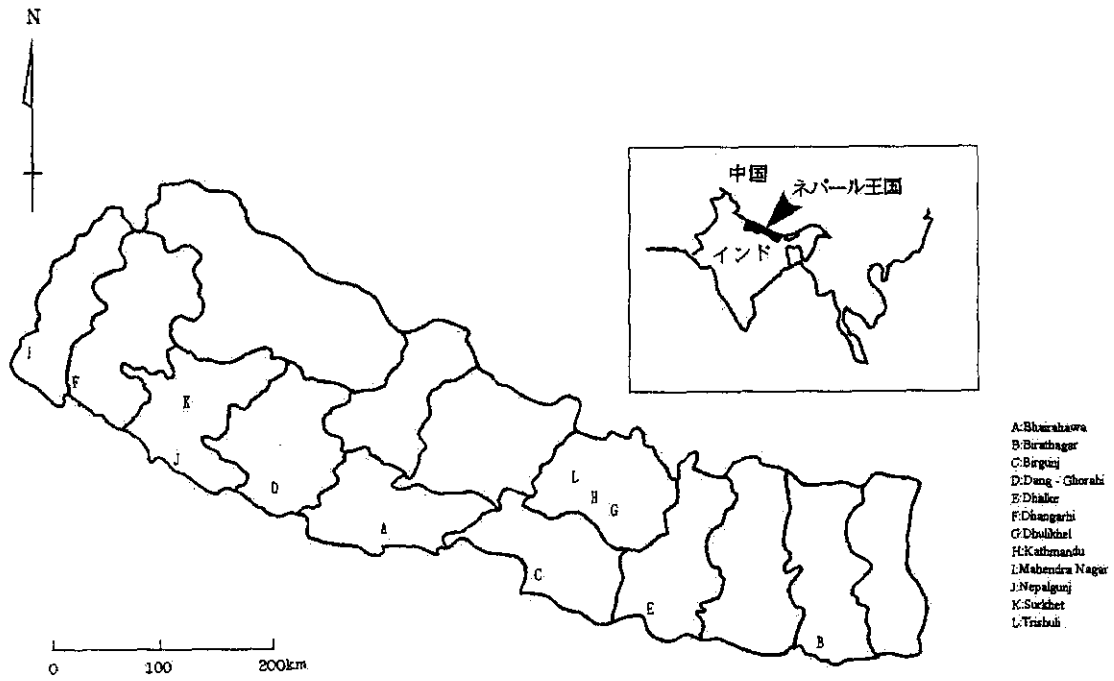 N
中国
ネパール王国
インド
I
F
K
J
D
A
L
H
G
C
E
B
A:Bhairahawa
B:Biratnagar
C:Birgunj
D:Dang - Ghorahi
E:Dhalke
F:Dhangarhi
G:Dhulikhel
H:Kathmandu
I:Mahendra Nagar
J:Nepalgunj
K:Surkhet
L:Trisbuli
0 100 200km